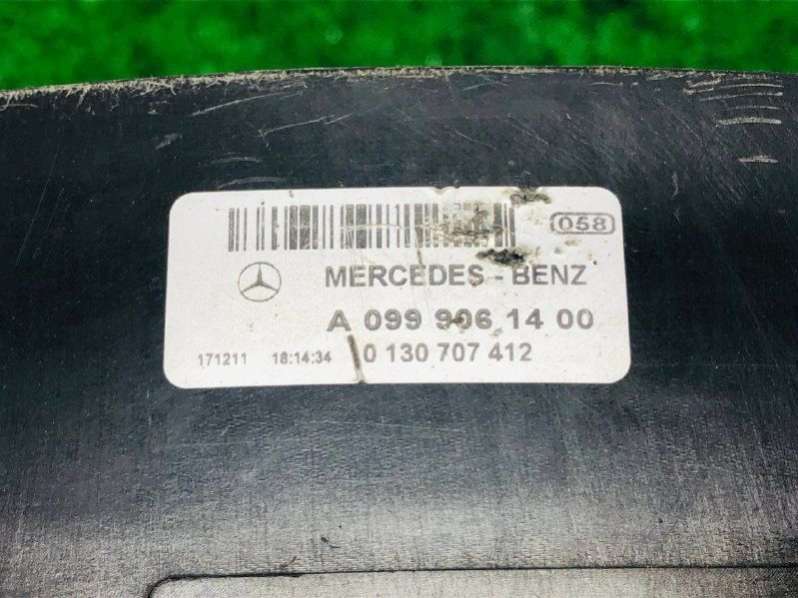 058
MERCEDES - BENZ
A 099 906 14 00
171211 18:14:34 0 130 707 412